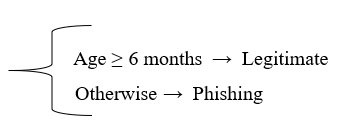 Age ≥ 6 months → Legitimate
Otherwise → Phishing